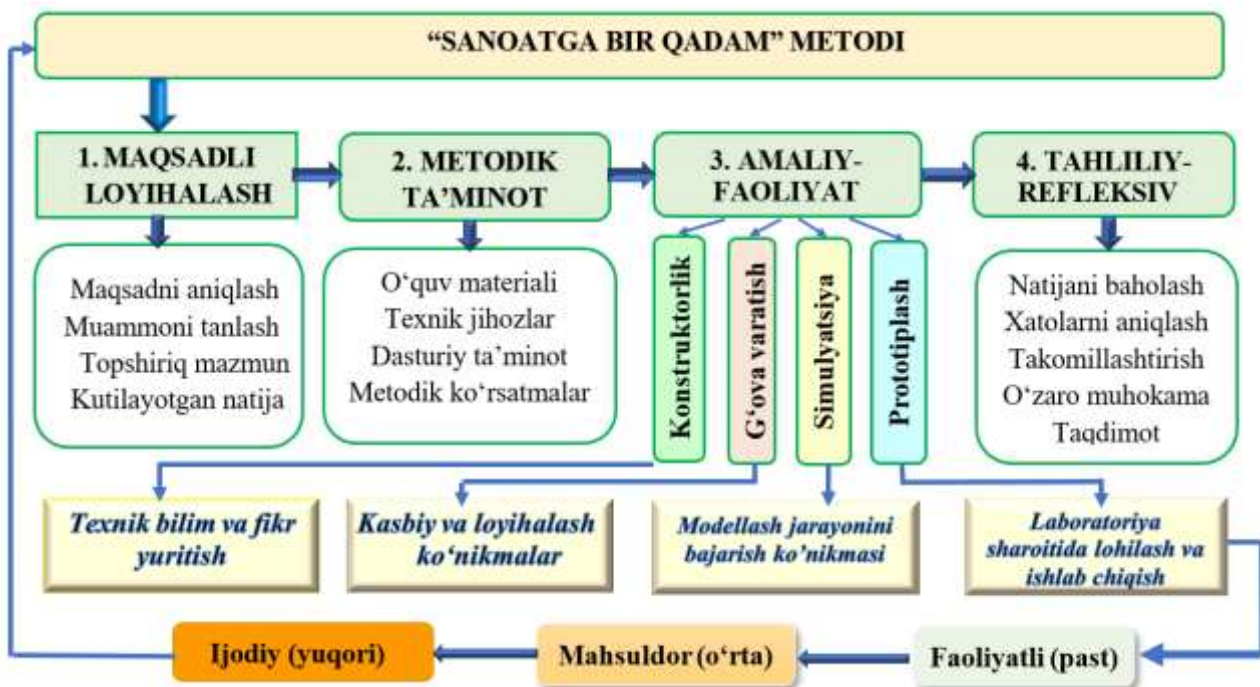 “SANOATGA BIR QADAM” METODI
1. MAQSADLI
LOYIHALASH
2. METODIK
TA’MINOT
3. AMALIY-
FAOLIYAT
4. TAHLILIY-
REFLEKSIV
Maqsadni aniqlash
Muammoni tanlash
Topshiriq mazmun
Kutilayotgan natija
O‘quv materiali
Texnik jihozlar
Dasturiy ta’minot
Metodik ko‘rsatmalar
Konstruktorlik
G‘ova varatish
Simulyatsiya
Prototiplash
Natijani baholash
Xatolarni aniqlash
Takomillashtirish
O‘zaro muhokama
Taqdimot
Texnik bilim va fikr
yuritish
Kasbiy va loyihalash
ko‘nikmalar
Modellash jarayonini
bajarish ko’nikmasi
Laboratoriya
sharoitida lohilash va
ishlab chiqish
Ijodiy (yuqori)
Mahsuldor (o‘rta)
Faoliyatli (past)